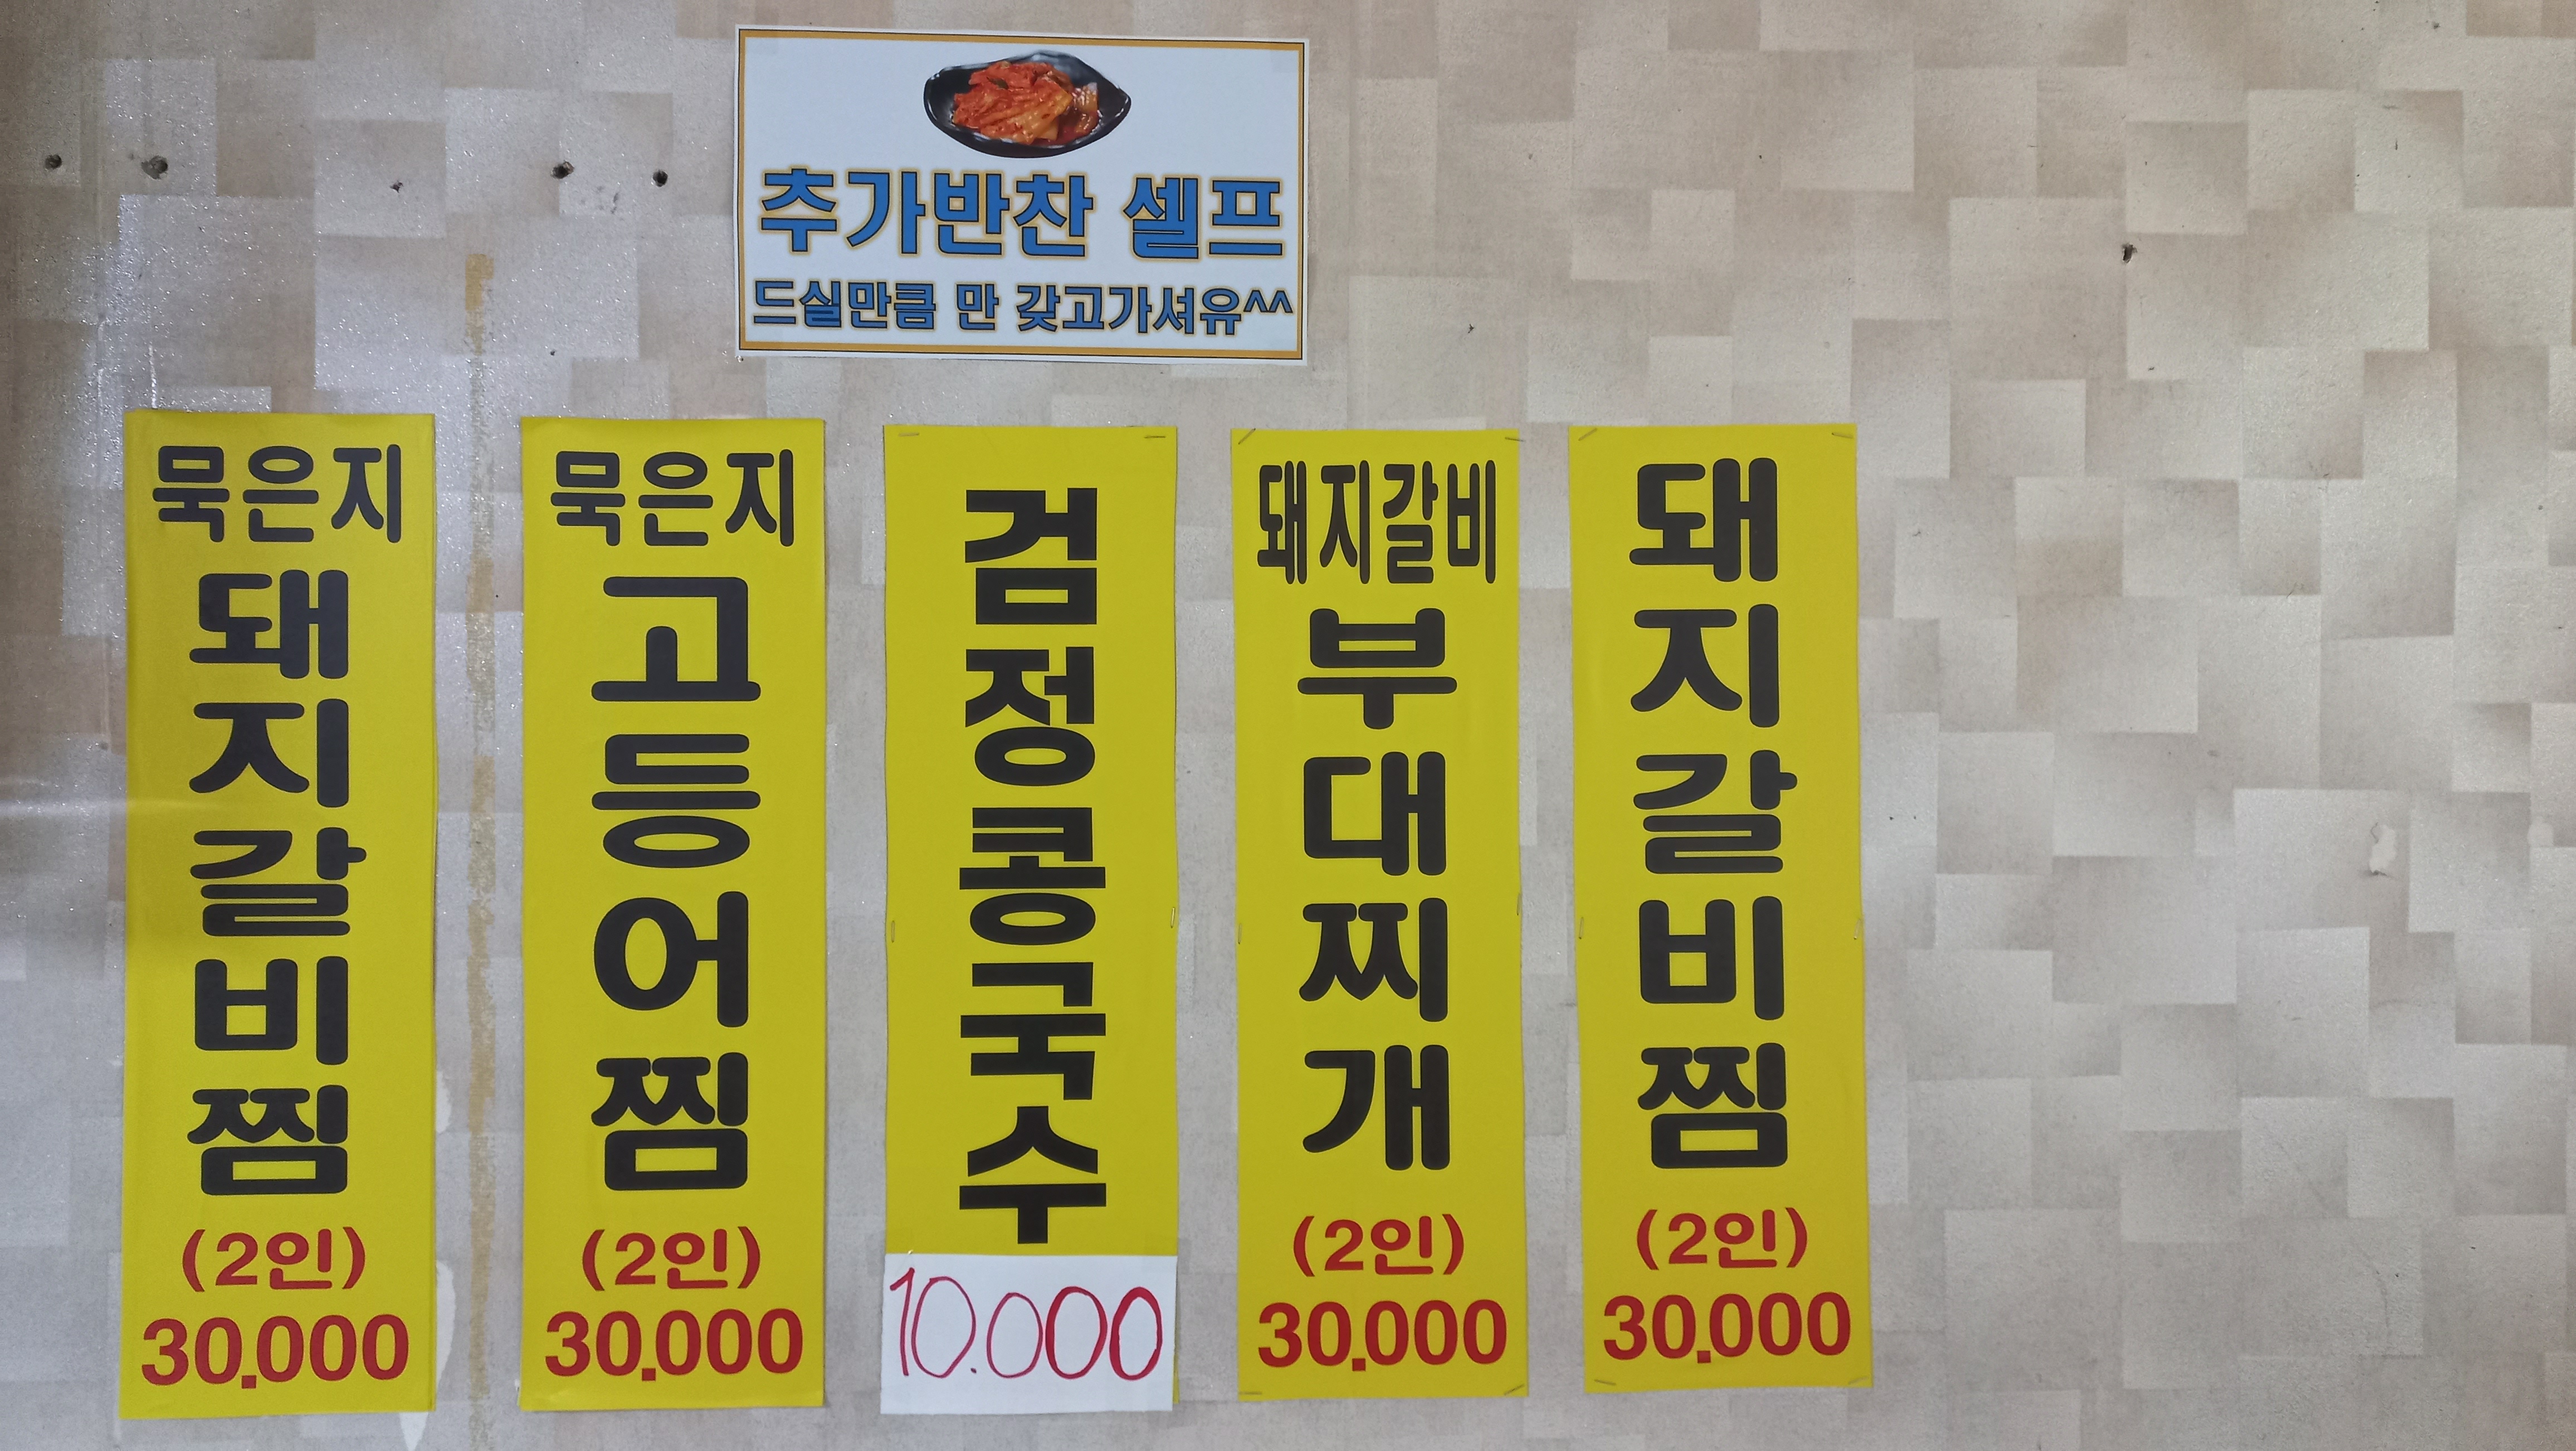 추가반찬 셀프
드실만큼 만 갖고가셔유^^
묵은지
돼지갈비찜
(2인)
30.000
묵은지
고등어찜
(2인)
30.000
검정콩국수
10.000
돼지갈비
부대찌개
(2인)
30.000
돼지갈비찜
(2인)
30.000